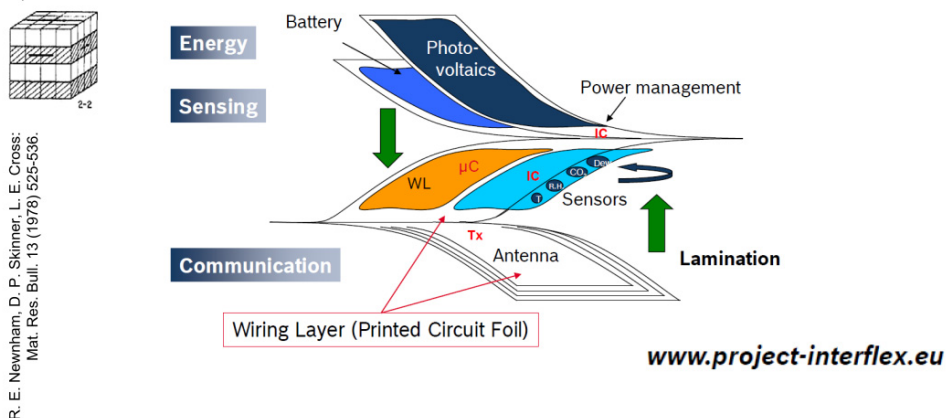 Battery
Energy
Photo-
voltaics
Power management
2-2
Sensing
IC
µC
IC
Dew
CO₂
WL
R.H.
T
Sensors
Tx
Communication
Antenna
Lamination
Wiring Layer (Printed Circuit Foil)
www.project-interflex.eu
R. E. Newnham, D. P. Skinner, L. E. Cross:
Mat. Res. Bull. 13 (1978) 525-536.